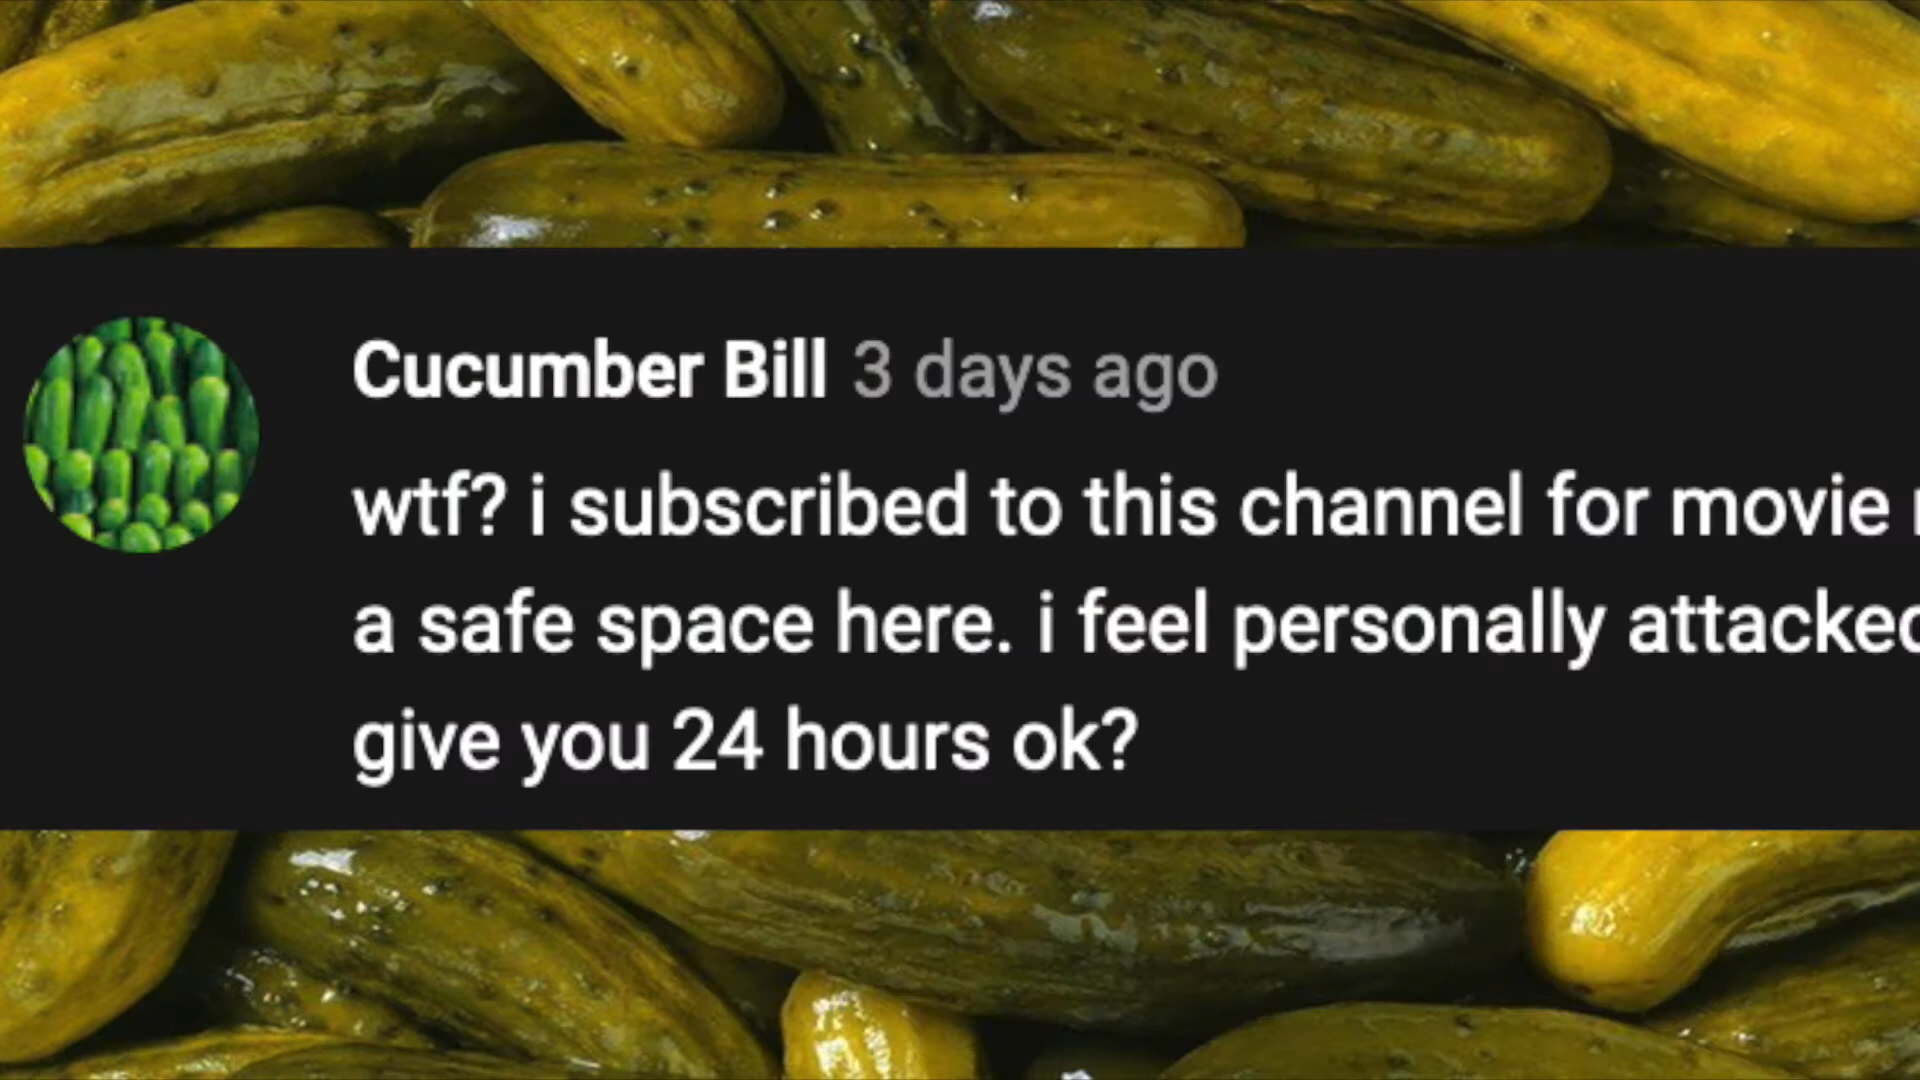 Cucumber Bill 3 days ago
wtf? i subscribed to this channel for movie
a safe space here. i feel personally attacked
give you 24 hours ok?